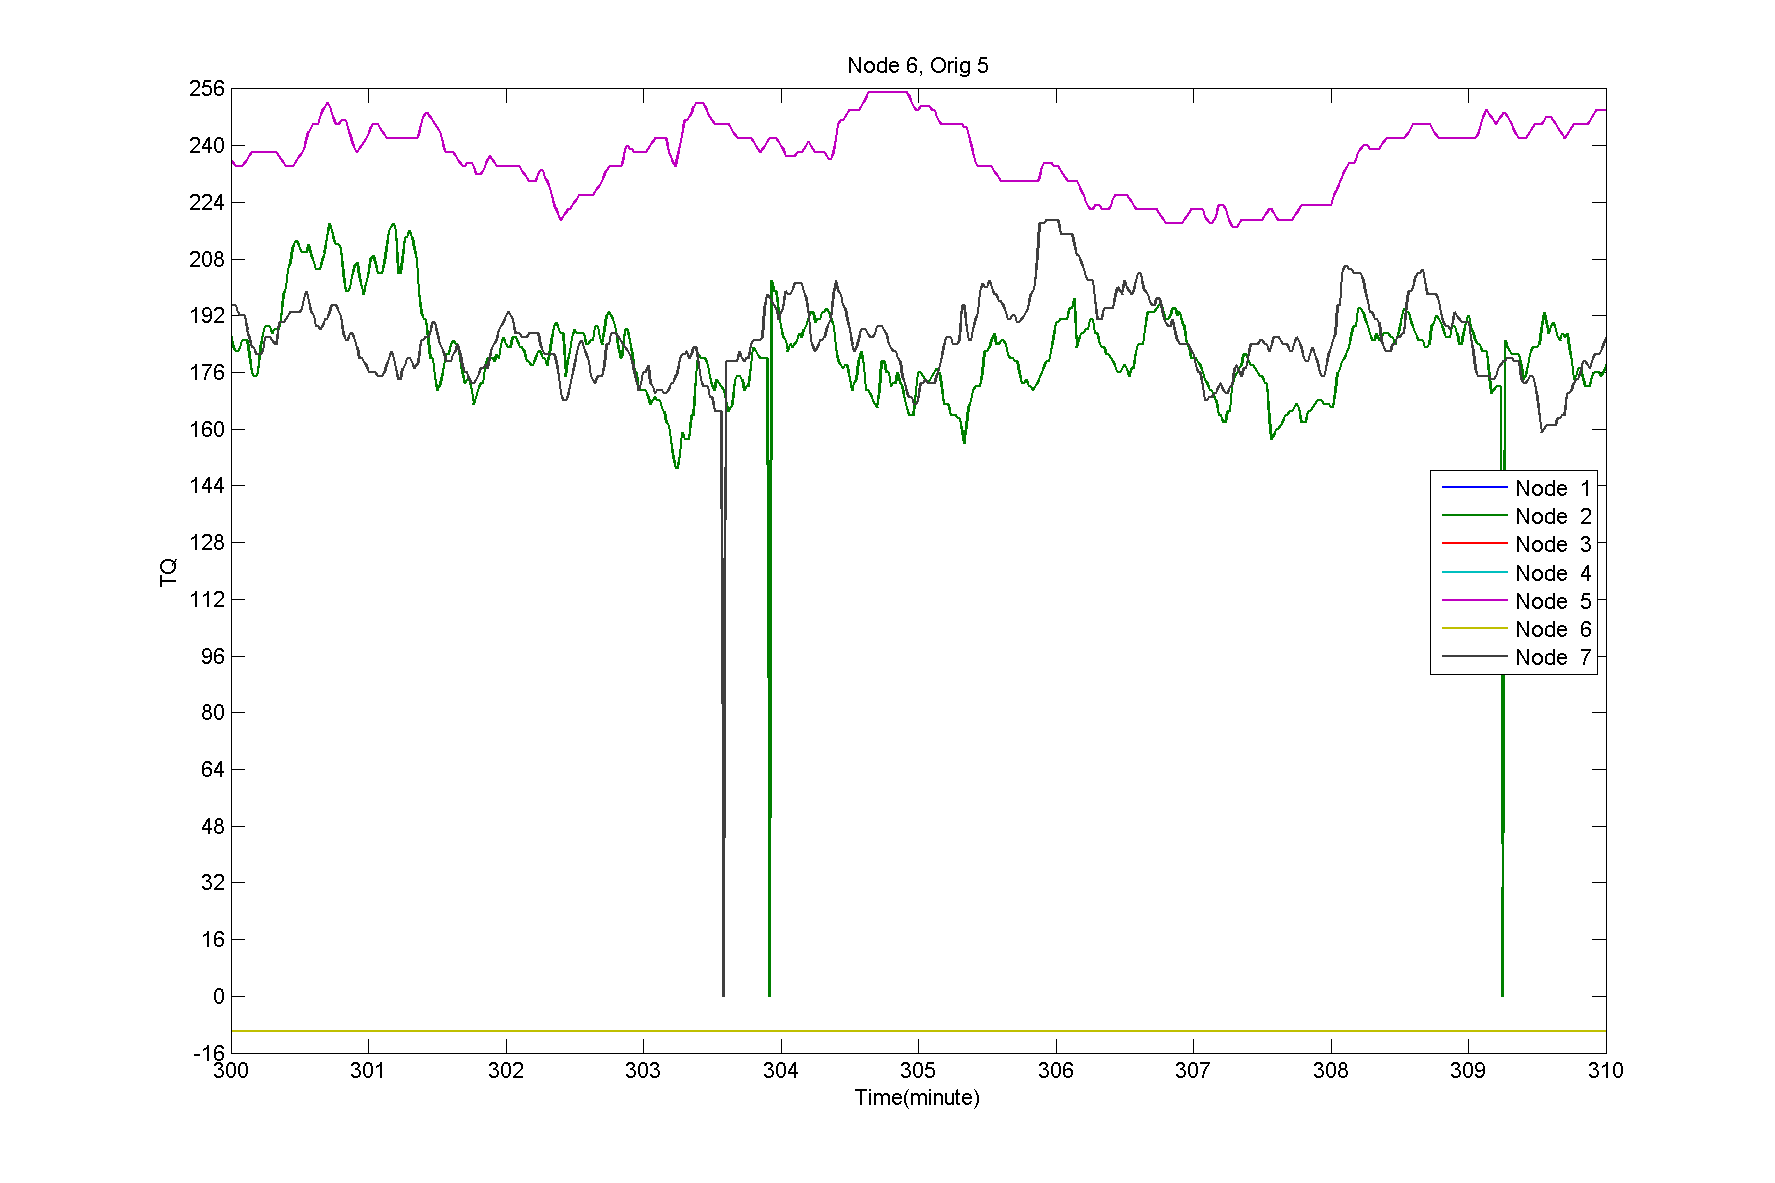 Node 6, Orig 5
256
240
224
208
192
176
160
144
128
112
96
80
64
48
32
16
0
-16
TQ
Node 1
Node 2
Node 3
Node 4
Node 5
Node 6
Node 7
300 301 302 303 304 305 306 307 308 309 310
Time(minute)